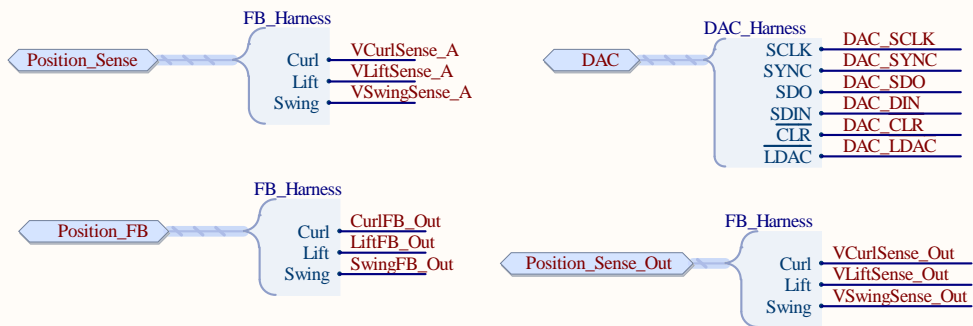 FB_Harness
Position_Sense
Curl VCurlSense_A
Lift VLiftSense_A
Swing VSwingSense_A
DAC_Harness
DAC
SCLK DAC_SCLK
SYNC DAC_SYNC
SDO DAC_SDO
SDIN DAC_DIN
CLR DAC_CLR
LDAC DAC_LDAC
FB_Harness
Position_FB
Curl CurlFB_Out
Lift LiftFB_Out
Swing SwingFB_Out
FB_Harness
Position_Sense_Out
Curl VCurlSense_Out
Lift VLiftSense_Out
Swing VSwingSense_Out